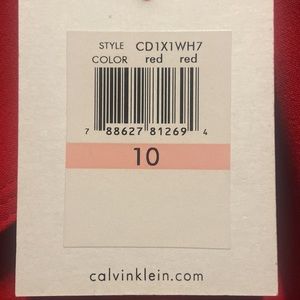 STYLE CD1X1WH7
COLOR red red
7 88627 81269 4
10
calvinklein.com